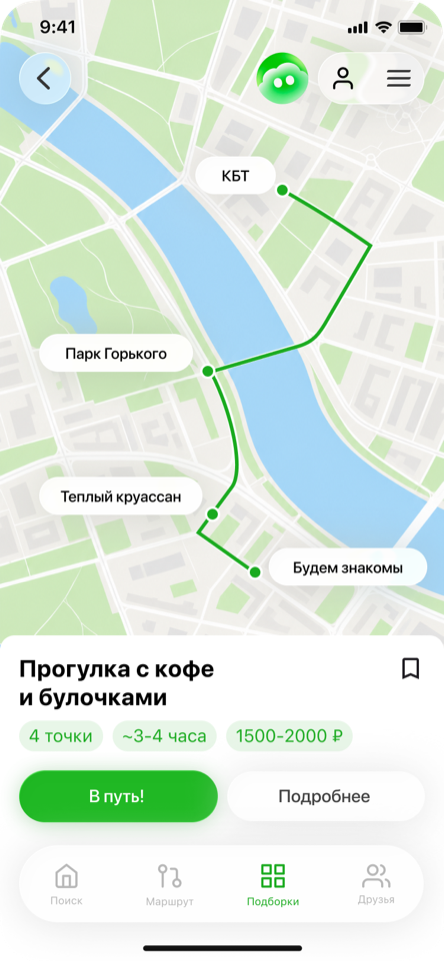 9:41
КБТ
Парк Горького
Теплый круассан
Будем знакомы
Прогулка с кофе
и булочками
4 точки
~3-4 часа
1500-2000 ₽
В путь!
Подробнее
Поиск
Маршрут
Подборки
Друзья